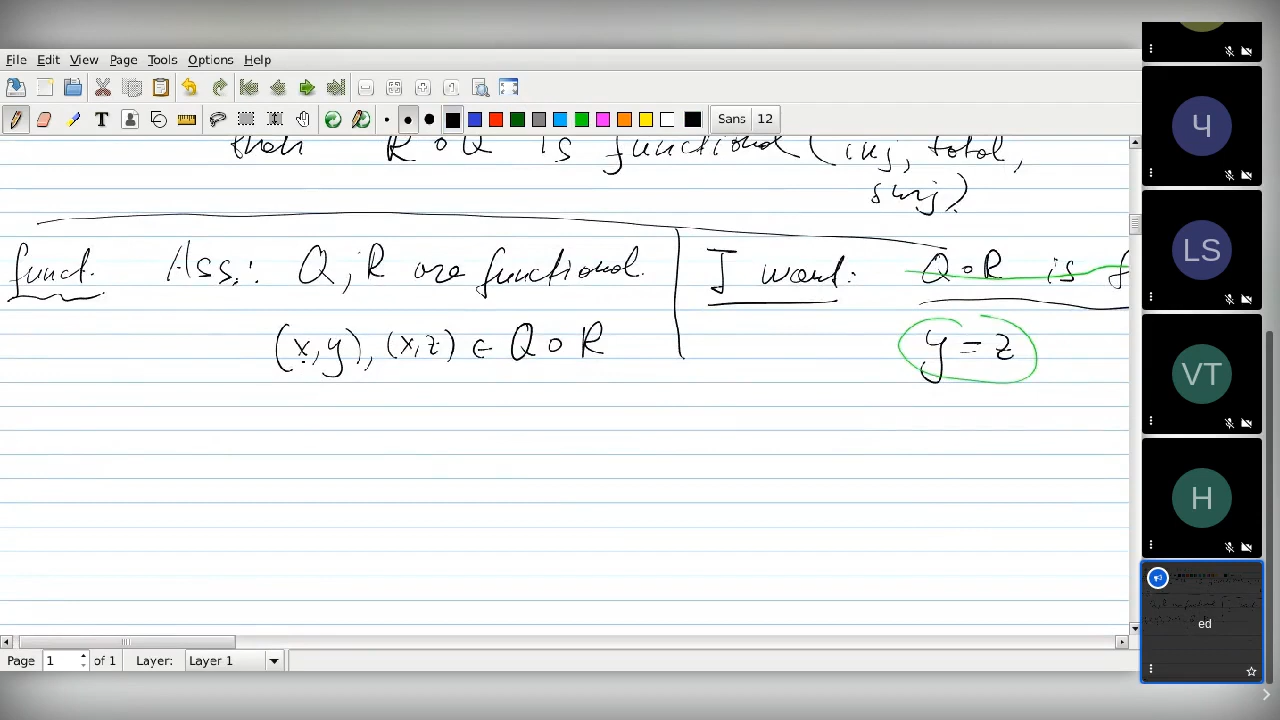 File Edit View Page Tools Options Help
Sans 12
then R∘Q is functional (inj, total,
surj)
funct. Ass.: Q, R are functional. I want: Q∘R is f
(x,y), (x,z) ∈ Q∘R y = z
Page 1 of 1 Layer: Layer 1
Ч
LS
VT
H
ed